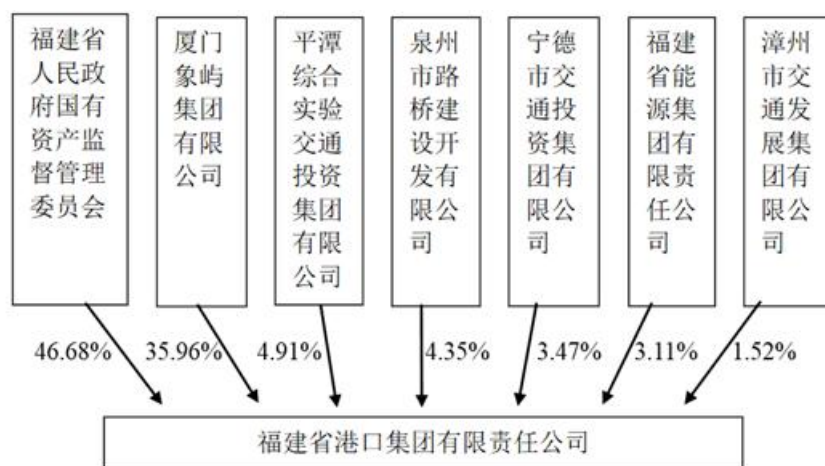 福建省
人民政
府国有
资产监
督管理
委员会
厦门
象屿
集团
有限
公司
平潭
综合
实验
交通
投资
集团
有限
公司
泉州
市路
桥建
设开
发有
限公
司
宁德
市交
通投
资集
团有
限公
司
福建
省能
源集
团有
限责
任公
司
漳州
市交
通发
展集
团有
限公
司
46.68%
35.96%
4.91%
4.35%
3.47%
3.11%
1.52%
福建省港口集团有限责任公司